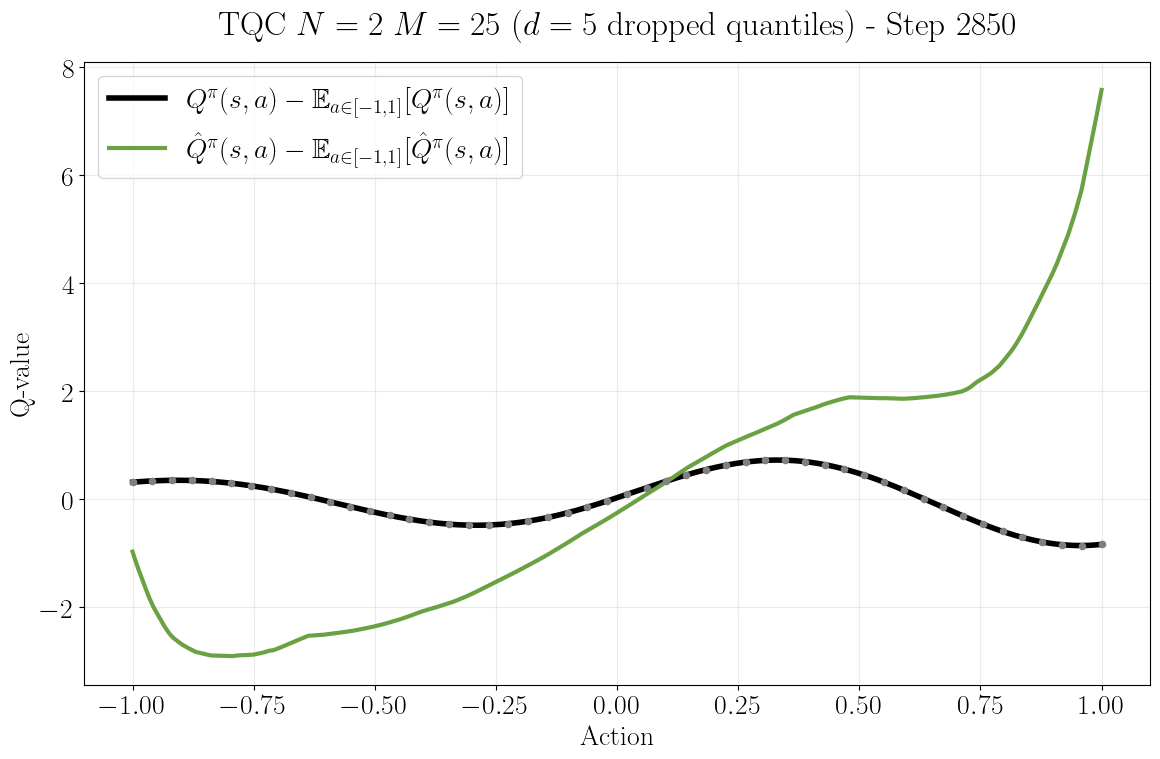 TQC N = 2 M = 25 (d = 5 dropped quantiles) - Step 2850
Q^π(s, a) − 𝔼_{a∈[−1,1]}[Q^π(s, a)]
Q̂^π(s, a) − 𝔼_{a∈[−1,1]}[Q̂^π(s, a)]
8
6
4
2
0
−2
Q-value
−1.00 −0.75 −0.50 −0.25 0.00 0.25 0.50 0.75 1.00
Action